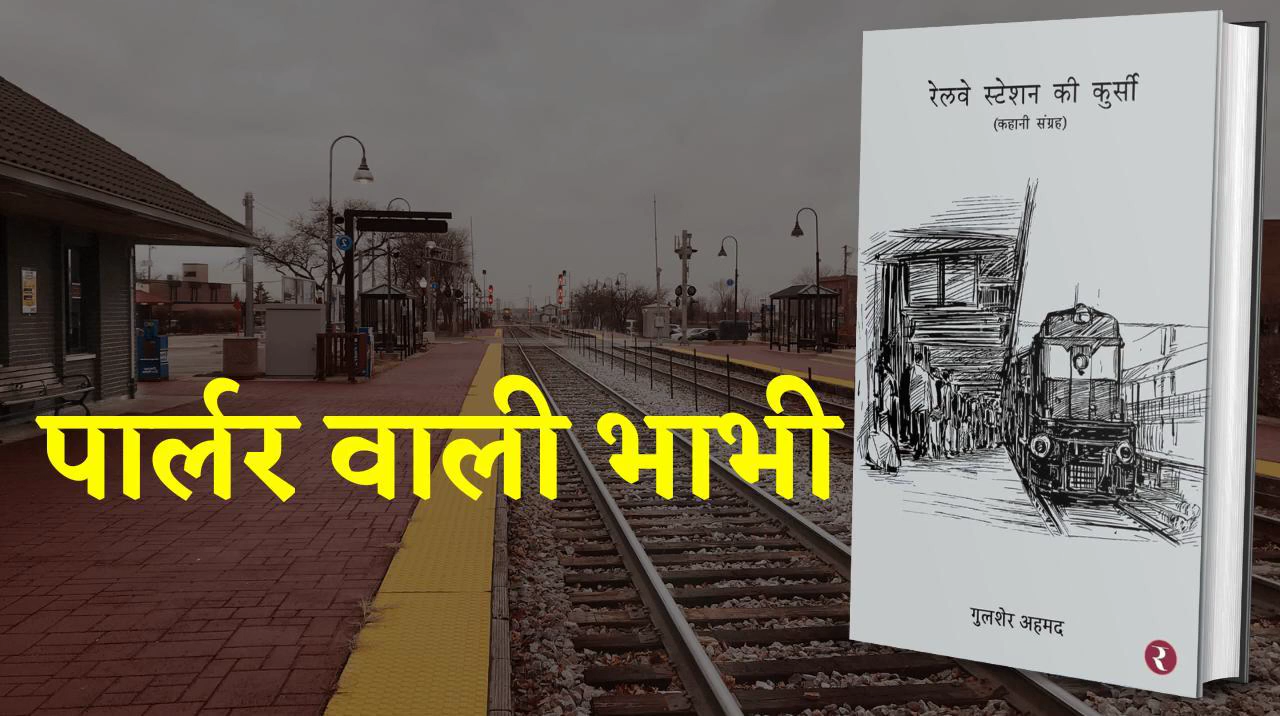 पार्लर वाली भाभी
रेलवे स्टेशन की कुर्सी
(कहानी संग्रह)
गुलशेर अहमद